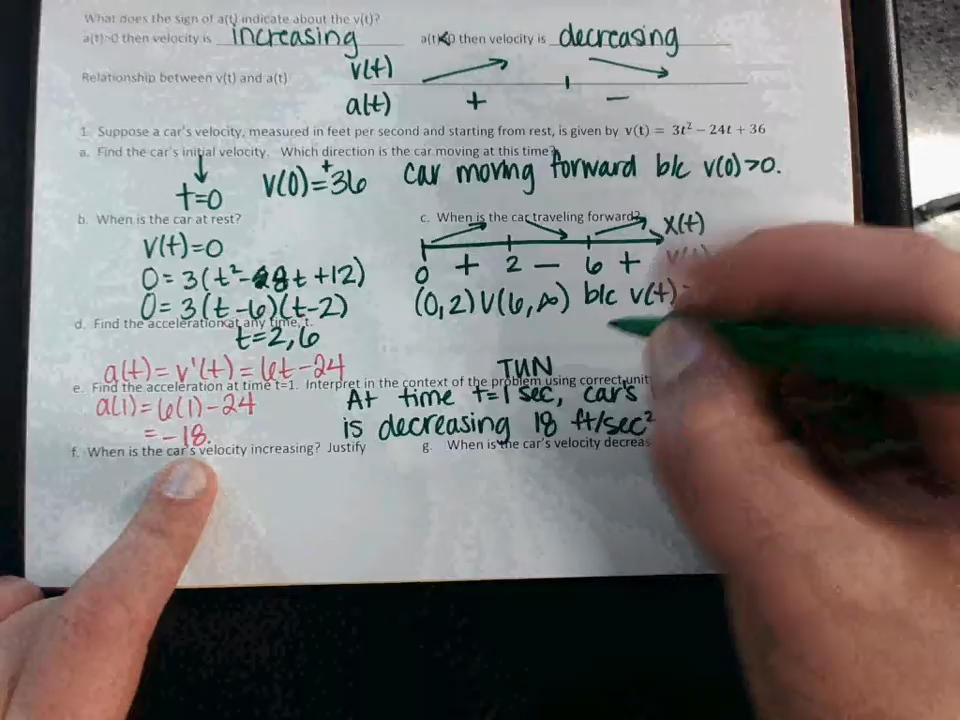 What does the sign of a(t) indicate about the v(t)?
a(t)>0 then velocity is increasing a(t)<0 then velocity is decreasing
Relationship between v(t) and a(t) v(t)
a(t) + | −
1. Suppose a car's velocity, measured in feet per second and starting from rest, is given by v(t) = 3t² − 24t + 36
a. Find the car's initial velocity. Which direction is the car moving at this time?
t=0 v(0)=+36 car moving forward b/c v(0)>0.
b. When is the car at rest?
v(t)=0
0=3(t²-8t+12)
0=3(t-6)(t-2)
t=2,6
c. When is the car traveling forward?
x(t)
0 + 2 − 6 + v(t)
(0,2)∪(6,∞) b/c v(t)
d. Find the acceleration at any time, t.
a(t)=v'(t)=6t-24
e. Find the acceleration at time t=1. Interpret in the context of the problem using correct unit
a(1)=6(1)-24
=-18.
TUN
At time t=1 sec, car's
is decreasing 18 ft/sec²
f. When is the car's velocity increasing? Justify
g. When is the car's velocity decreas